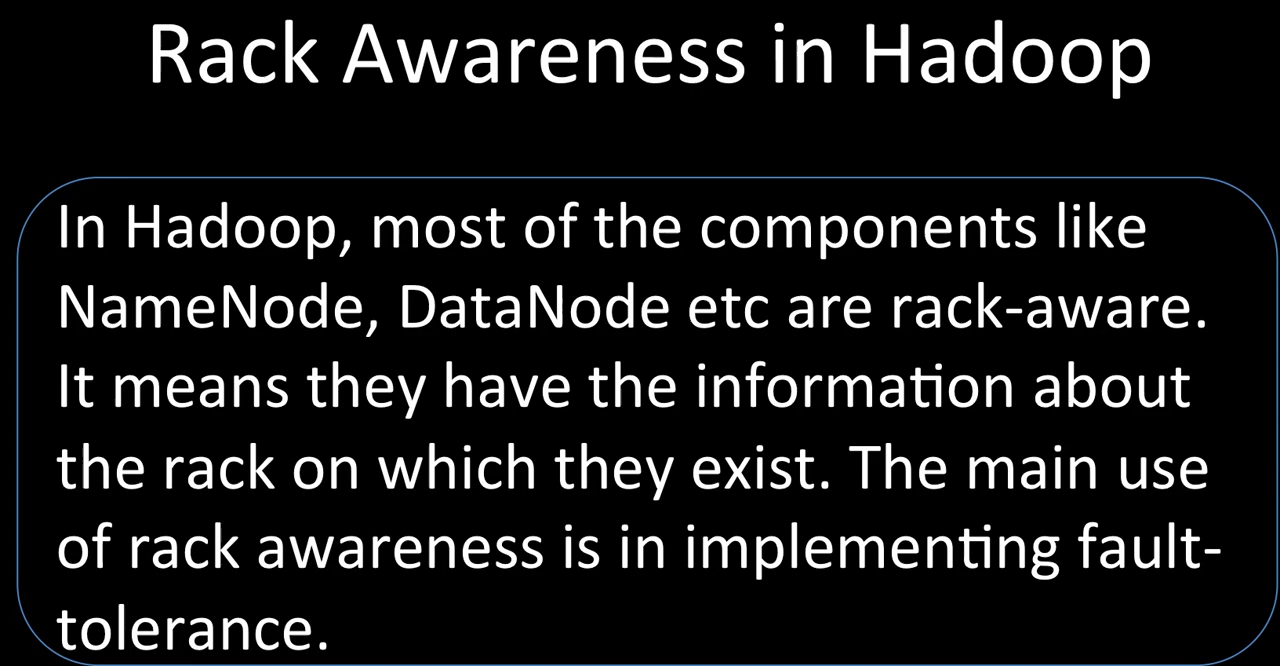 Rack Awareness in Hadoop
In Hadoop, most of the components like
NameNode, DataNode etc are rack-aware.
It means they have the information about
the rack on which they exist. The main use
of rack awareness is in implementing fault-
tolerance.